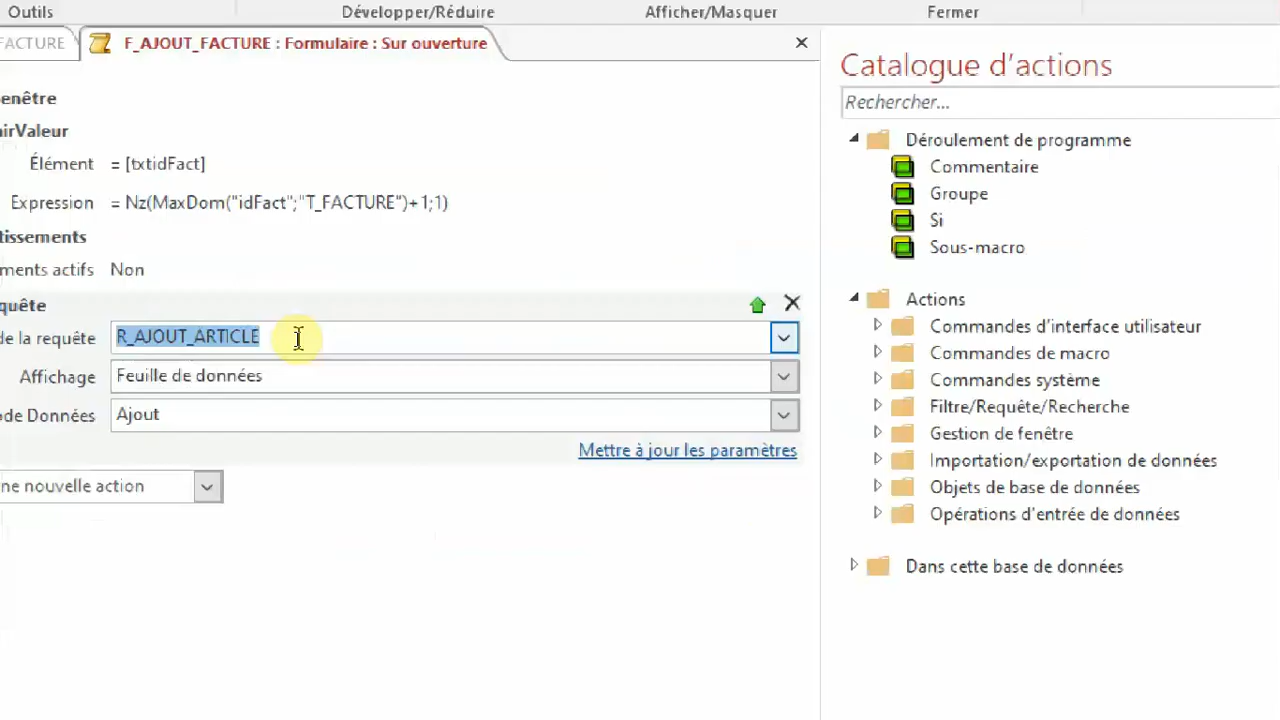 Outils Développer/Réduire Afficher/Masquer Fermer
FACTURE F_AJOUT_FACTURE : Formulaire : Sur ouverture
enêtre
irValeur
Élément = [txtidFact]
Expression = Nz(MaxDom("idFact";"T_FACTURE")+1;1)
tissements
ments actifs Non
quête
de la requête R_AJOUT_ARTICLE
Affichage Feuille de données
ode Données Ajout
Mettre à jour les paramètres
ne nouvelle action
Catalogue d'actions
Rechercher...
Déroulement de programme
Commentaire
Groupe
Si
Sous-macro
Actions
Commandes d'interface utilisateur
Commandes de macro
Commandes système
Filtre/Requête/Recherche
Gestion de fenêtre
Importation/exportation de données
Objets de base de données
Opérations d'entrée de données
Dans cette base de données